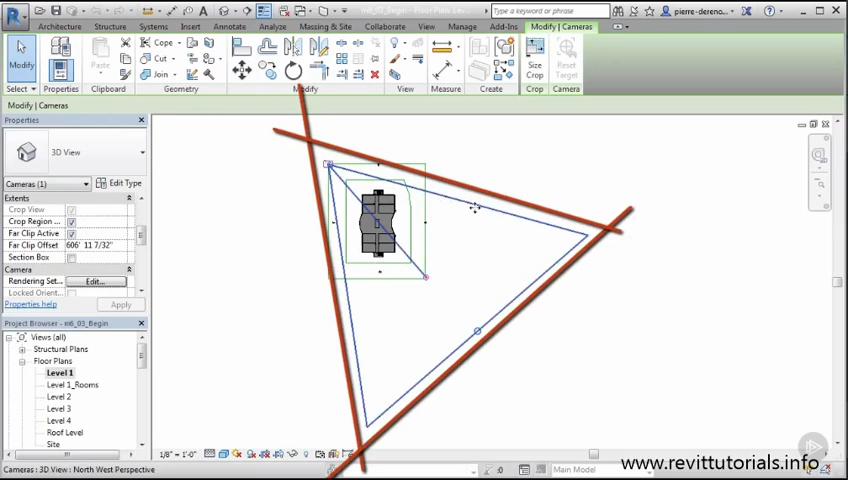 m6_03_Begin - Floor Plan
Type a keyword or phrase
pierre-dereno...
Architecture Structure Systems Insert Annotate Analyze Massing & Site Collaborate View Manage Add-Ins Modify | Cameras
Modify
Properties
Paste
Cope
Cut
Join
Size Crop
Reset Target
Select Properties Clipboard Geometry Modify View Measure Create Crop Camera
Modify | Cameras
Properties
3D View
Cameras (1)
Edit Type
Extents
Crop View
Crop Region ...
Far Clip Active
Far Clip Offset 606' 11 7/32"
Section Box
Camera
Rendering Set... Edit...
Locked Orient...
Properties help
Apply
Project Browser - m6_03_Begin
Views (all)
Structural Plans
Floor Plans
Level 1
Level 1_Rooms
Level 2
Level 3
Level 4
Roof Level
Site
1/8" = 1'-0"
Cameras : 3D View : North West Perspective
:0
Main Model
www.revittutorials.info